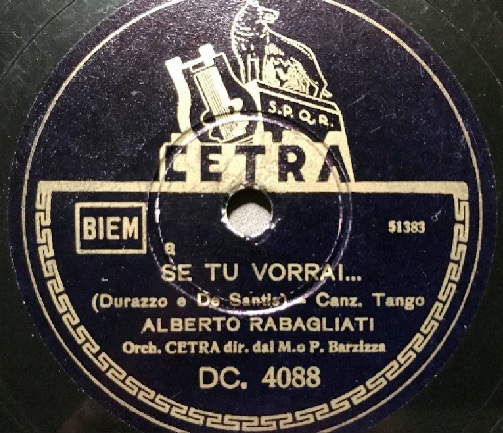 S.P.Q.R.
CETRA
BIEM
51383
a
SE TU VORRAI...
(Durazzo e De Santis) - Canz. Tango
ALBERTO RABAGLIATI
Orch. CETRA dir. dal M.o P. Barzizza
DC. 4088